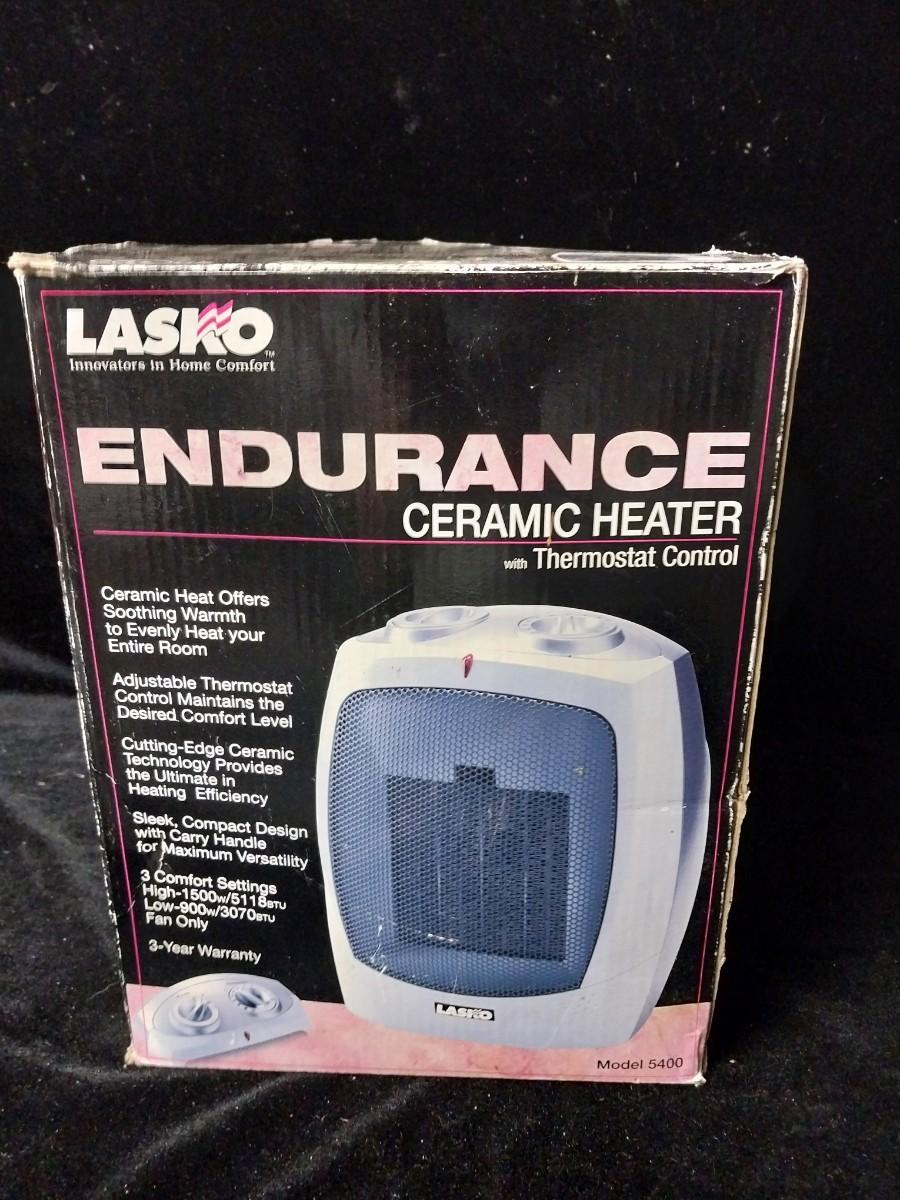 LASKO™
Innovators in Home Comfort
ENDURANCE
CERAMIC HEATER
with Thermostat Control
Ceramic Heat Offers
Soothing Warmth
to Evenly Heat your
Entire Room
Adjustable Thermostat
Control Maintains the
Desired Comfort Level
Cutting-Edge Ceramic
Technology Provides
the Ultimate in
Heating Efficiency
Sleek, Compact Design
with Carry Handle
for Maximum Versatility
3 Comfort Settings
High-1500w/5118BTU
Low-900w/3070BTU
Fan Only
3-Year Warranty
LASKO
Model 5400